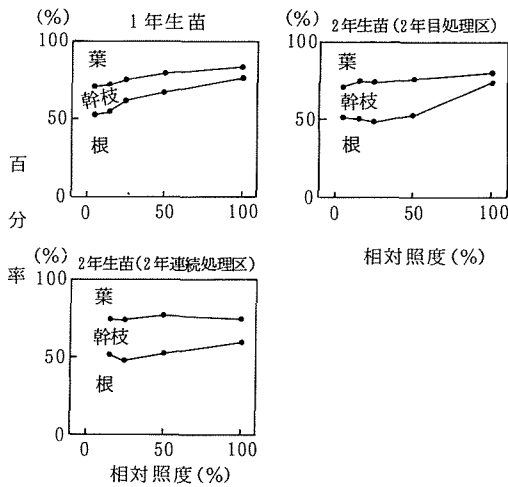 1年生苗
(%)
100
50
0
葉
幹枝
根
0
50
100
2年生苗(2年目処理区)
(%)
100
50
0
葉
幹枝
根
0
50
100
相対照度(%)
百分率
2年生苗(2年連続処理区)
(%)
100
50
0
葉
幹枝
根
0
50
100
相対照度(%)